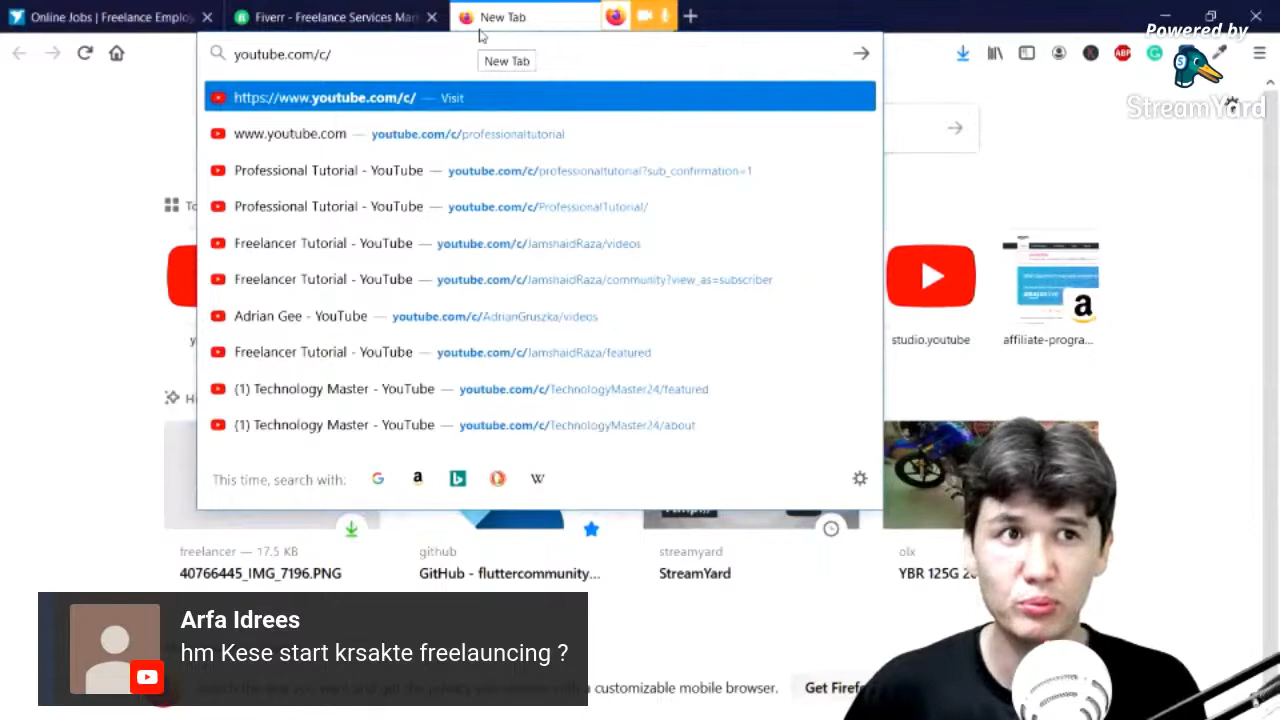 Online Jobs | Freelance Emplo
Fiverr - Freelance Services Mar
New Tab
Powered by
StreamYard
youtube.com/c/
New Tab
https://www.youtube.com/c/ — Visit
www.youtube.com — youtube.com/c/professionaltutorial
Professional Tutorial - YouTube — youtube.com/c/professionaltutorial?sub_confirmation=1
Professional Tutorial - YouTube — youtube.com/c/ProfessionalTutorial/
Freelancer Tutorial - YouTube — youtube.com/c/JamshaidRaza/videos
Freelancer Tutorial - YouTube — youtube.com/c/JamshaidRaza/community?view_as=subscriber
Adrian Gee - YouTube — youtube.com/c/AdrianGruszka/videos
Freelancer Tutorial - YouTube — youtube.com/c/JamshaidRaza/featured
(1) Technology Master - YouTube — youtube.com/c/TechnologyMaster24/featured
(1) Technology Master - YouTube — youtube.com/c/TechnologyMaster24/about
This time, search with:
studio.youtube
affiliate-progra...
freelancer — 17.5 KB
40766445_IMG_7196.PNG
github
GitHub - fluttercommunity...
streamyard
StreamYard
olx
YBR 125G
Arfa Idrees
hm Kese start krsakte freelauncing ?
with a customizable mobile browser.
Get Firef